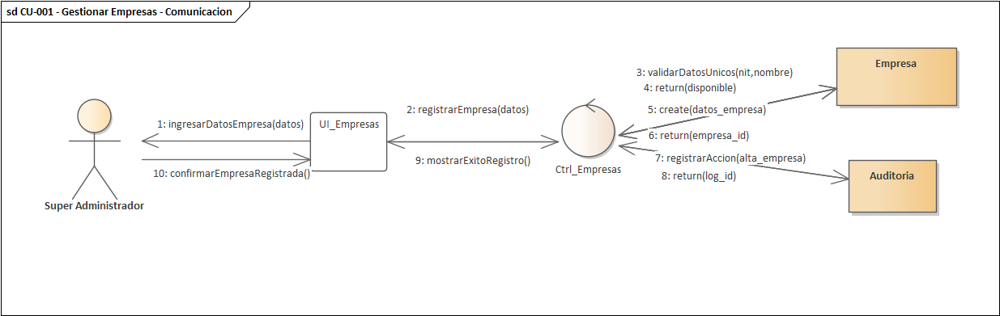 sd CU-001 - Gestionar Empresas - Comunicacion
Empresa
3: validarDatosUnicos(nit,nombre)
4: return(disponible)
2: registrarEmpresa(datos)
5: create(datos_empresa)
1: ingresarDatosEmpresa(datos)
UI_Empresas
6: return(empresa_id)
9: mostrarExitoRegistro()
7: registrarAccion(alta_empresa)
Ctrl_Empresas
10: confirmarEmpresaRegistrada()
8: return(log_id)
Auditoria
Super Administrador